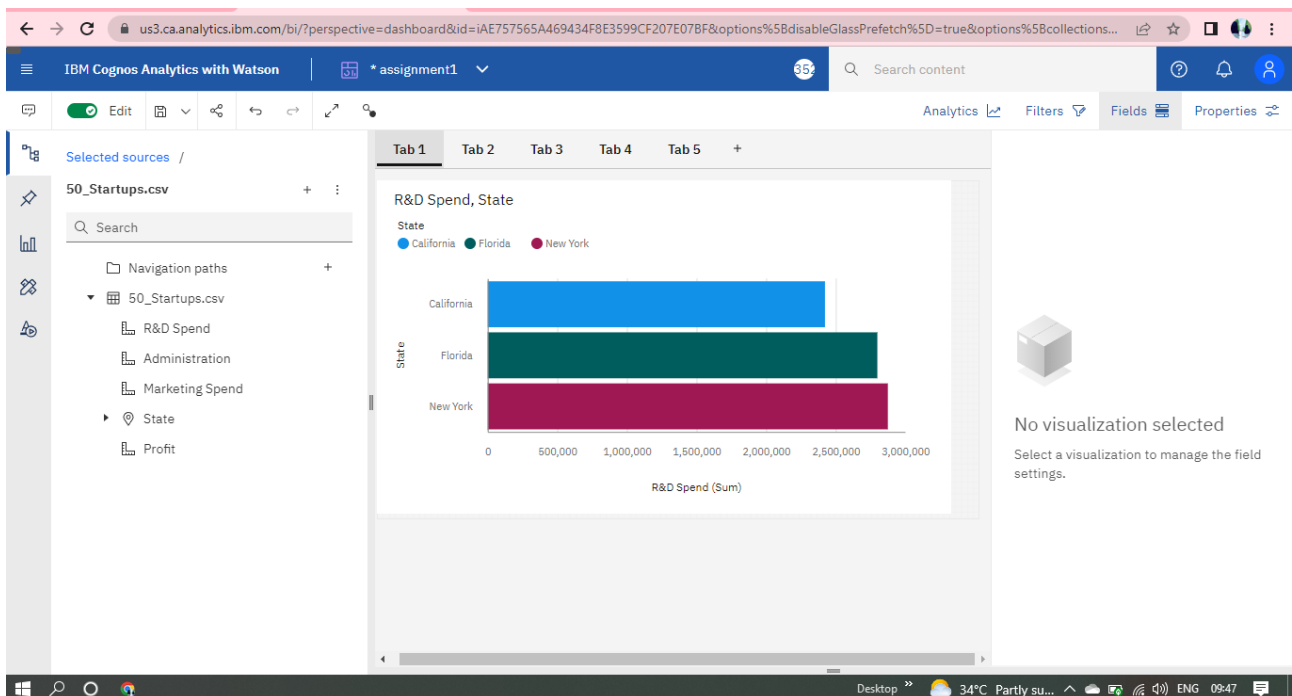 us3.ca.analytics.ibm.com/bi/?perspective=dashboard&id=iAE757565A469434F8E3599CF207E07BF&options%5BdisableGlassPrefetch%5D=true&options%5Bcollections...
IBM Cognos Analytics with Watson
* assignment1
Search content
Edit
Analytics
Filters
Fields
Properties
Selected sources /
50_Startups.csv
Search
Navigation paths
50_Startups.csv
R&D Spend
Administration
Marketing Spend
State
Profit
Tab 1 Tab 2 Tab 3 Tab 4 Tab 5 +
R&D Spend, State
State
California Florida New York
California
Florida
New York
State
0 500,000 1,000,000 1,500,000 2,000,000 2,500,000 3,000,000
R&D Spend (Sum)
No visualization selected
Select a visualization to manage the field
settings.
Desktop » 34°C Partly su... ENG 09:47